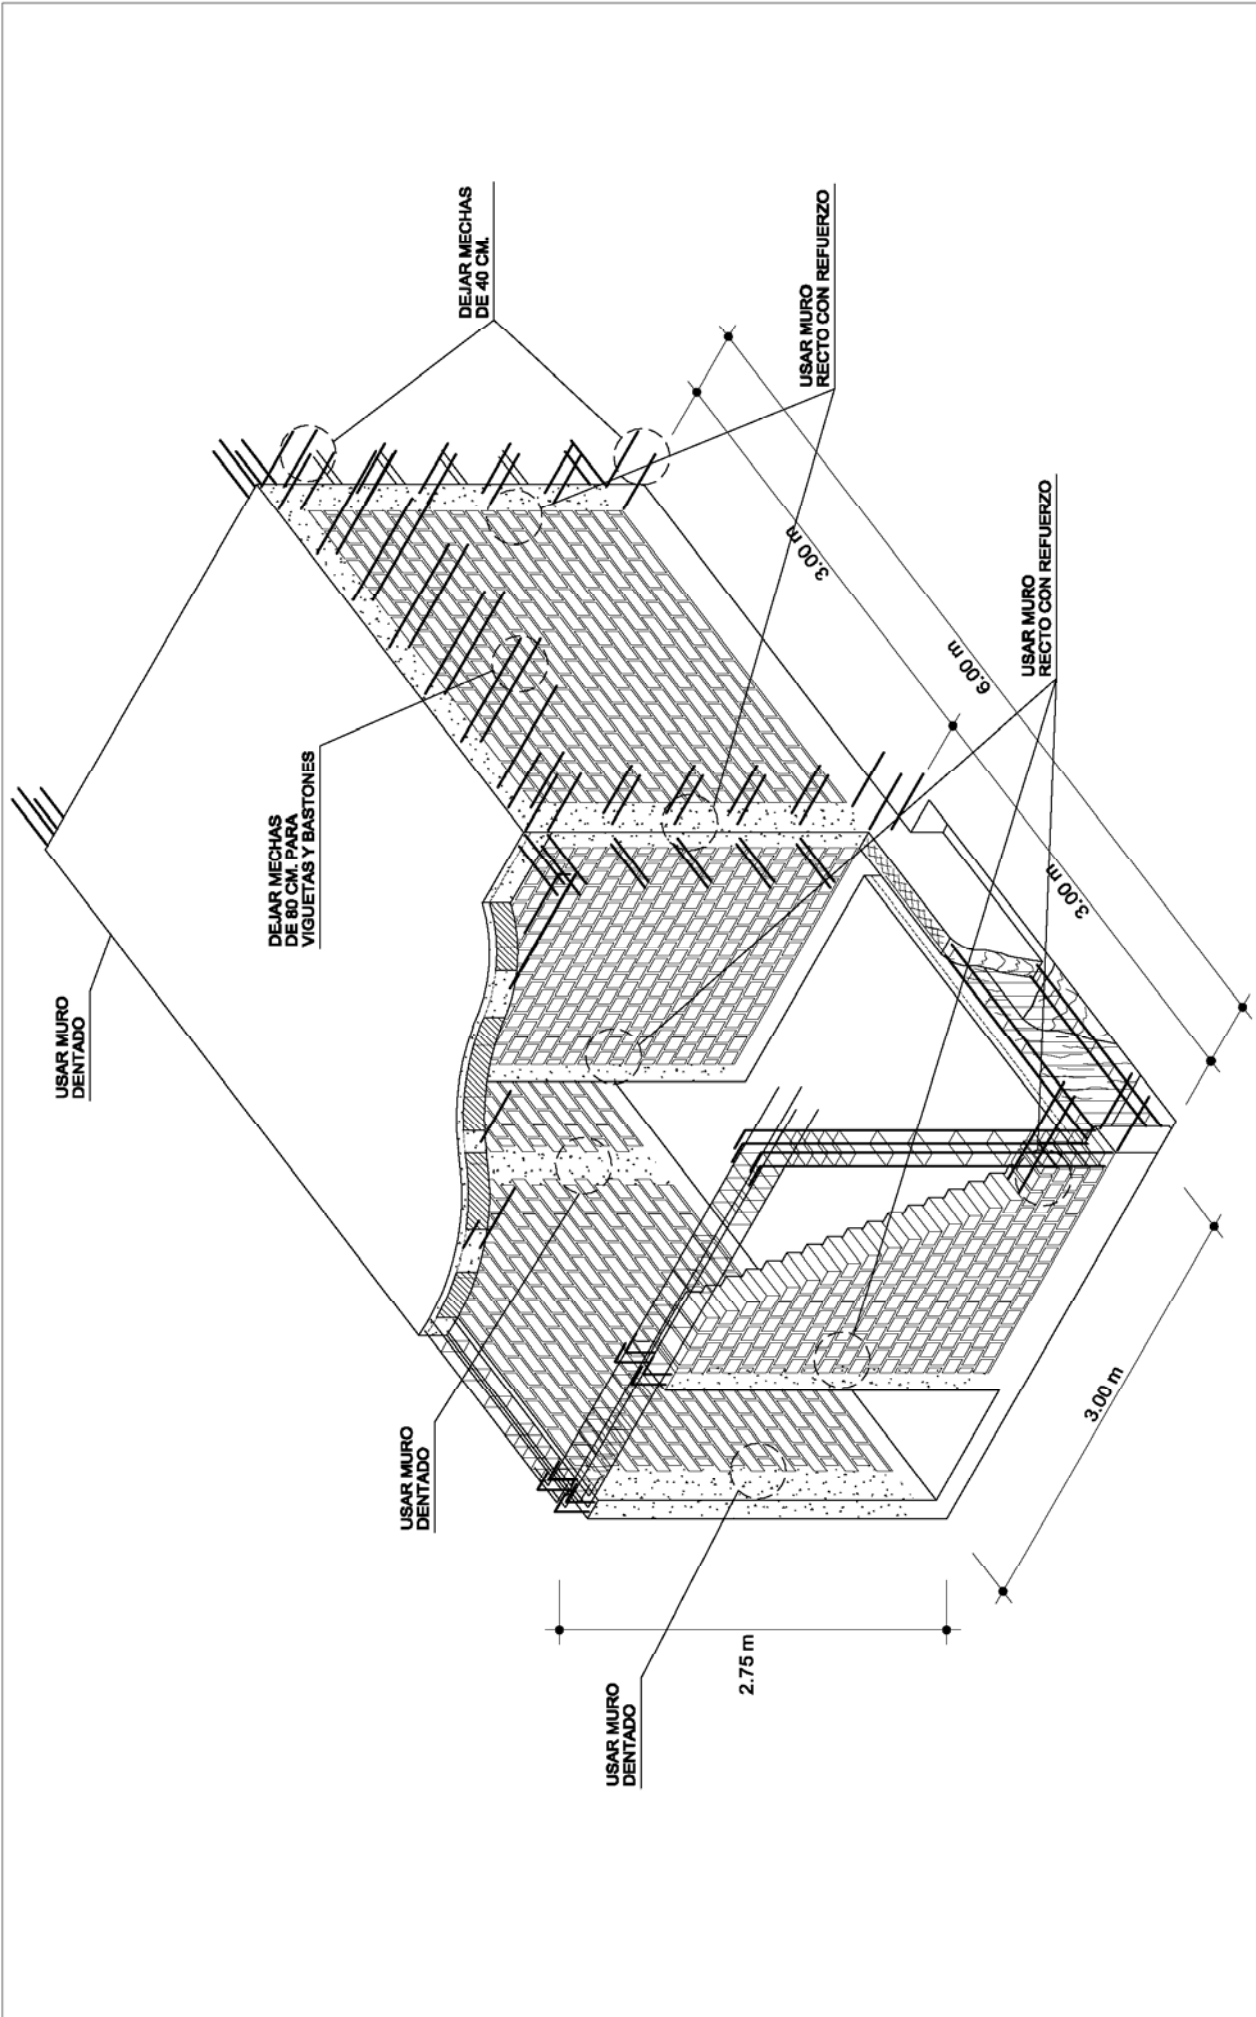 USAR MURO
DENTADO
DEJAR MECHAS
DE 80 CM. PARA
VIGUETAS Y BASTONES
DEJAR MECHAS
DE 40 CM.
USAR MURO
DENTADO
USAR MURO
RECTO CON REFUERZO
USAR MURO
DENTADO
2.75 m
3.00 m
3.00 m
3.00 m
6.00 m
USAR MURO
RECTO CON REFUERZO